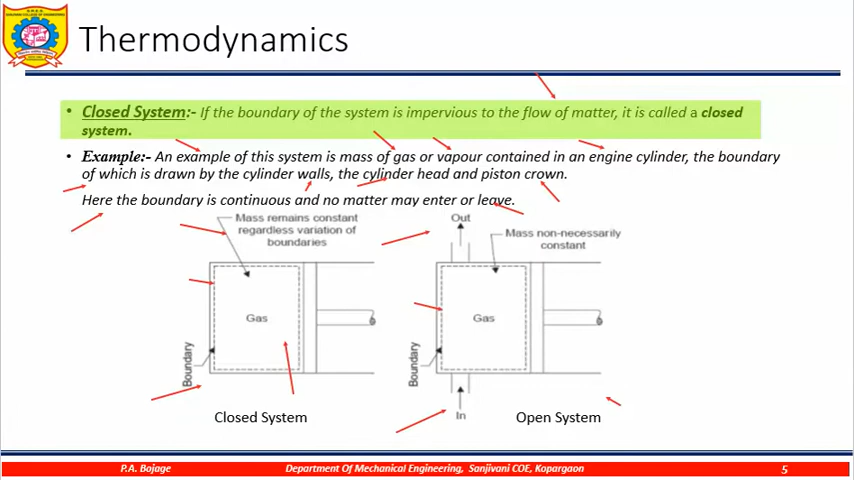 Thermodynamics
• Closed System:- If the boundary of the system is impervious to the flow of matter, it is called a closed
system.
• Example:- An example of this system is mass of gas or vapour contained in an engine cylinder, the boundary
of which is drawn by the cylinder walls, the cylinder head and piston crown.
Here the boundary is continuous and no matter may enter or leave.
Mass remains constant
regardless variation of
boundaries
Gas
Boundary
Closed System
Out
Mass non-necessarily
constant
Gas
Boundary
In
Open System
P.A. Bojage
Department Of Mechanical Engineering, Sanjivani COE, Kopargaon
5